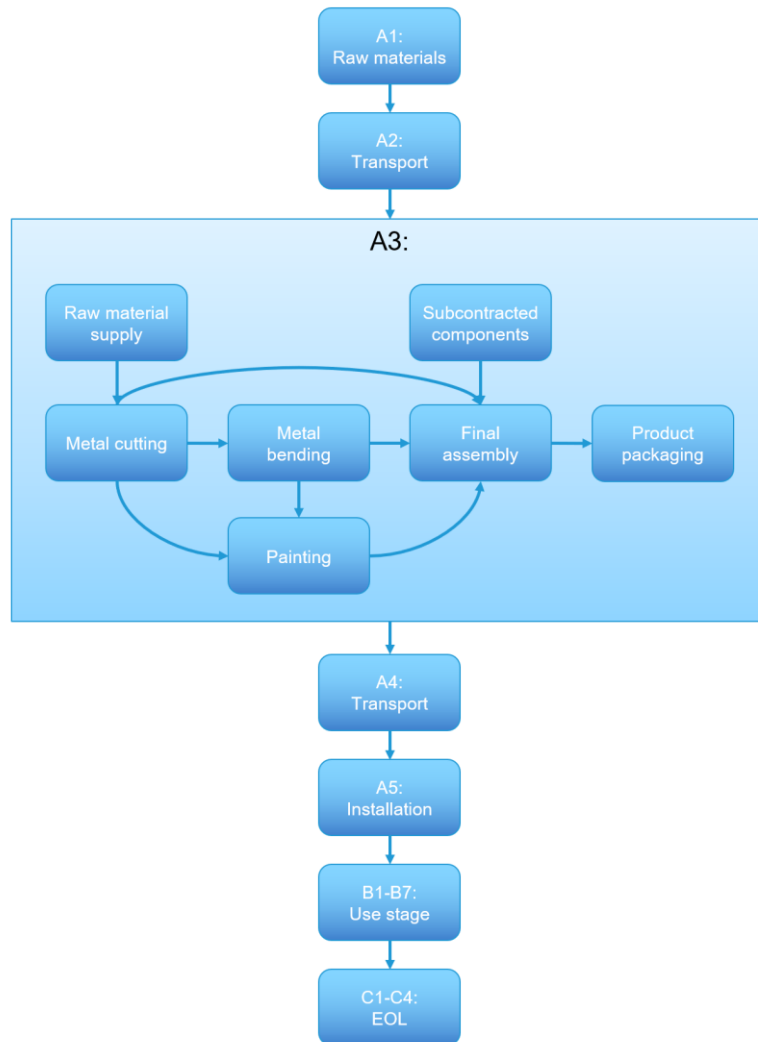 A1:
Raw materials
A2:
Transport
A3:
Raw material
supply
Subcontracted
components
Metal cutting
Metal
bending
Final
assembly
Product
packaging
Painting
A4:
Transport
A5:
Installation
B1-B7:
Use stage
C1-C4:
EOL